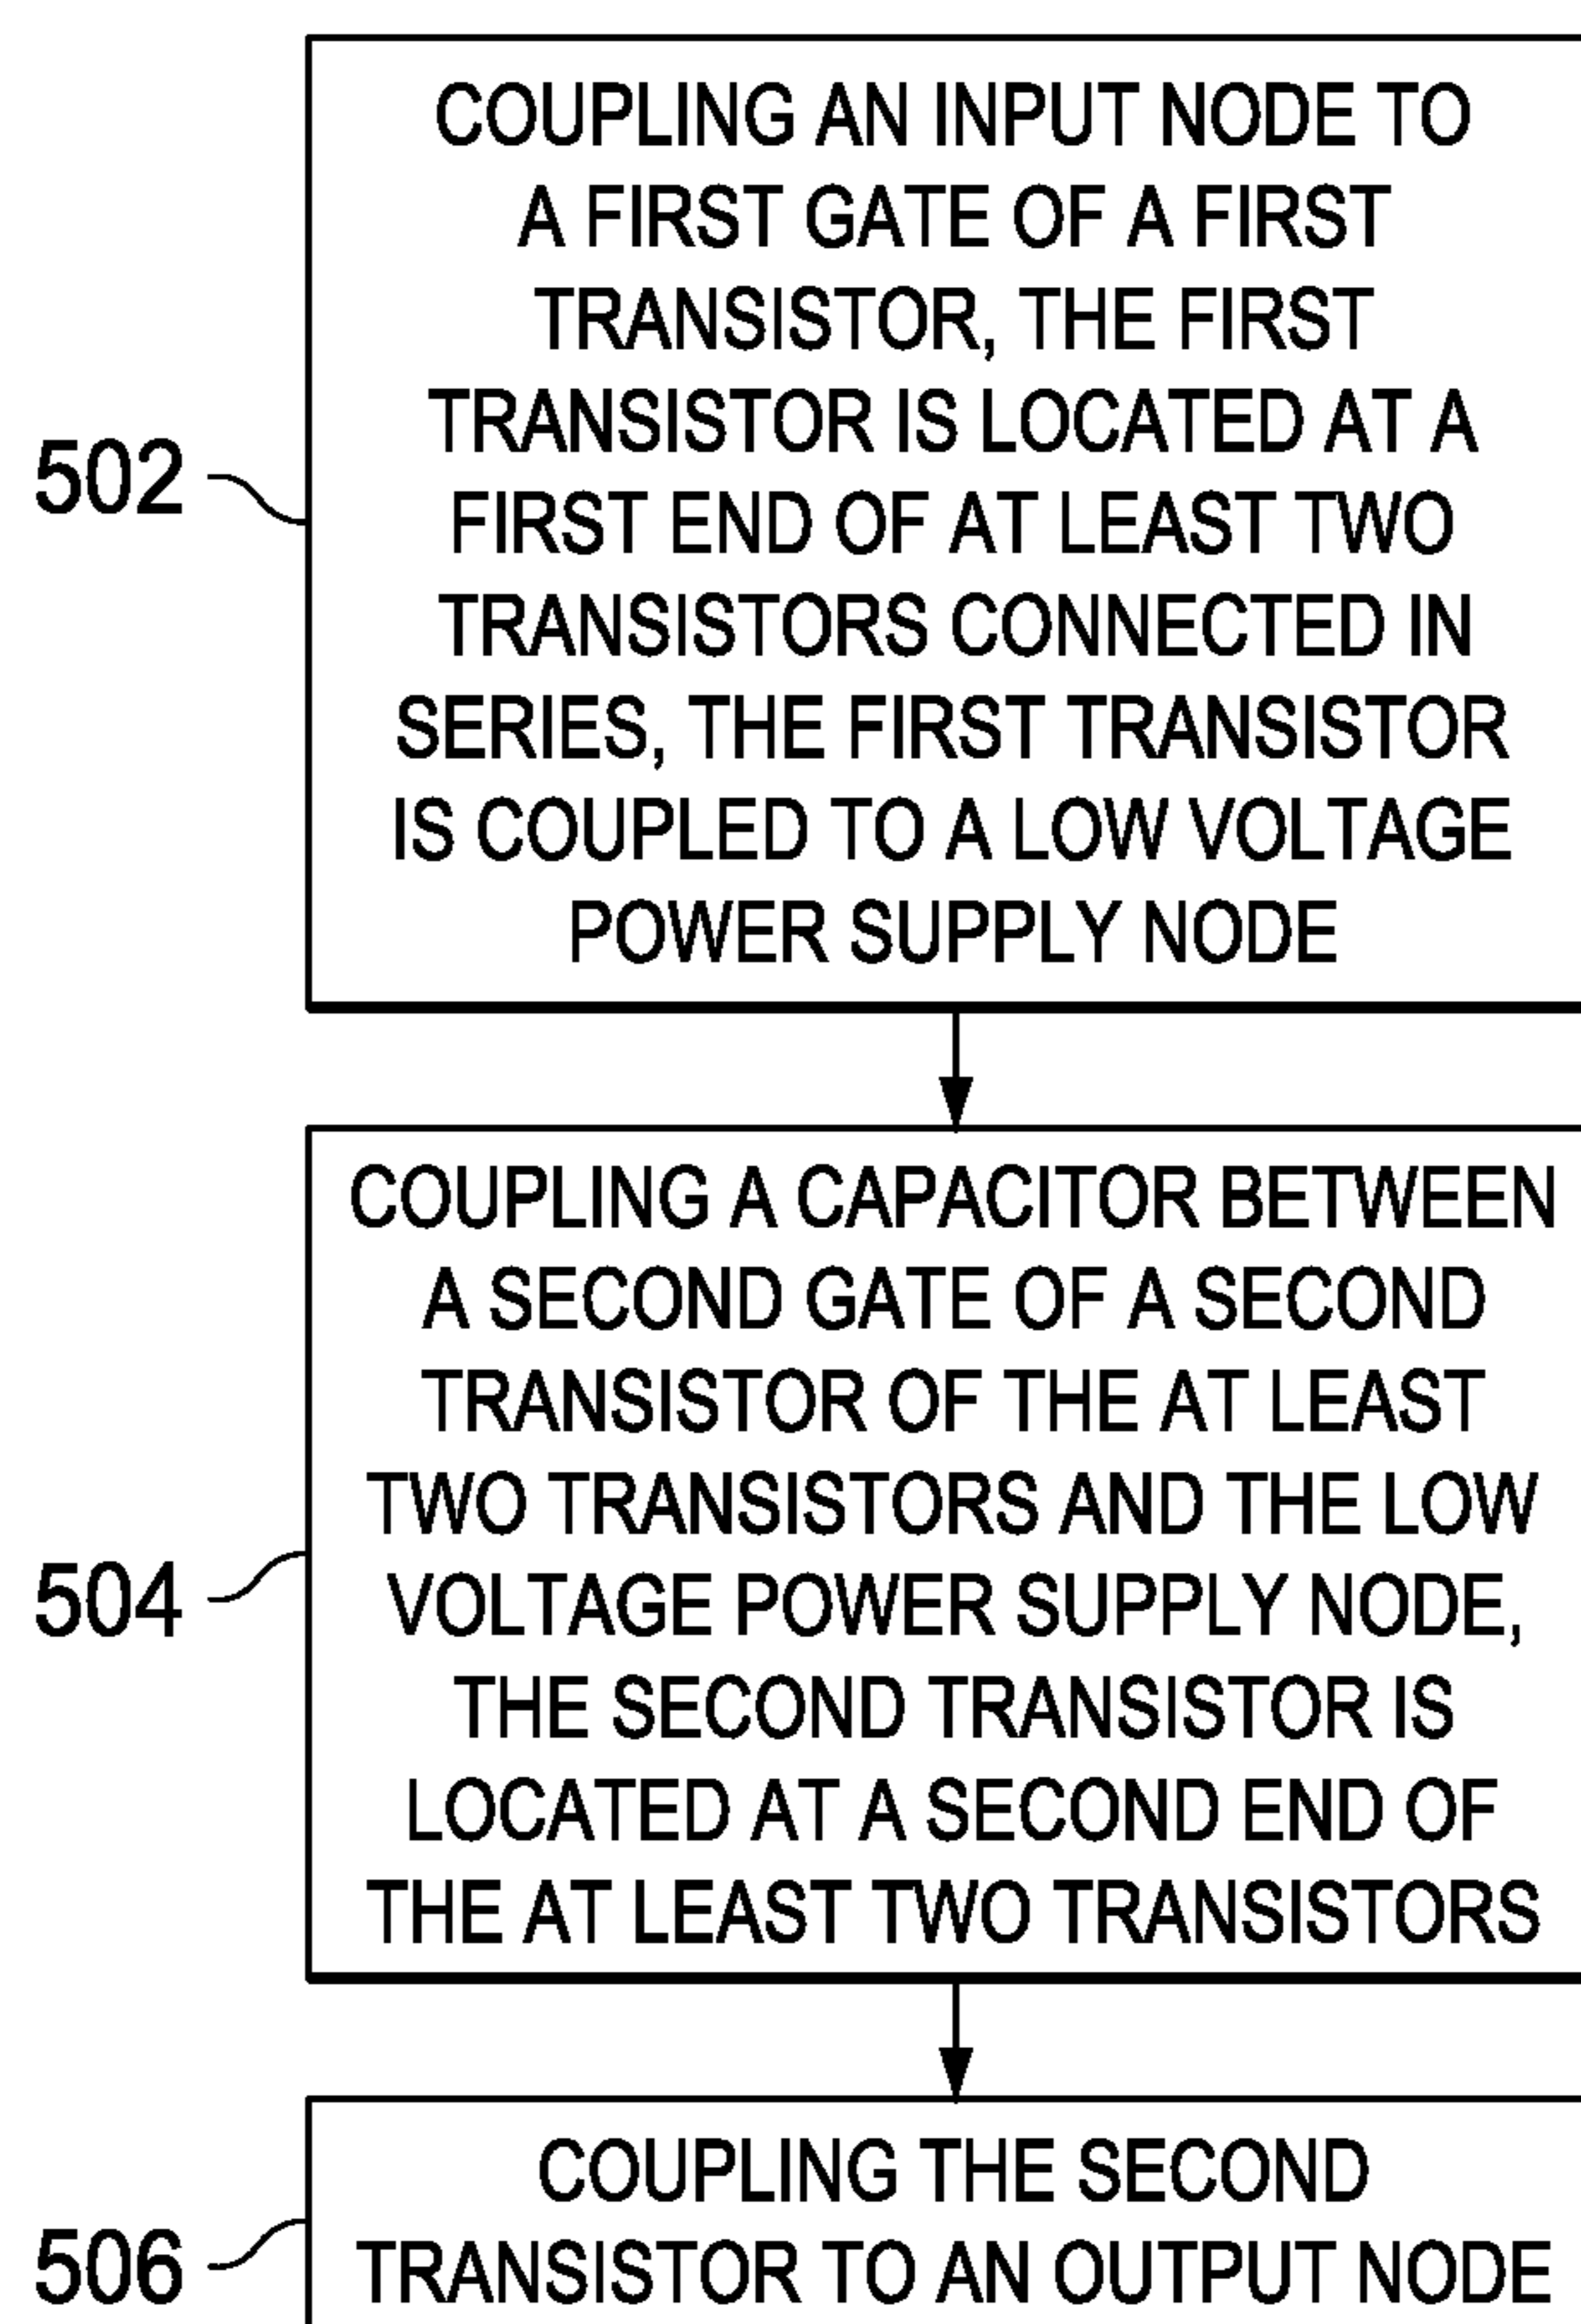 COUPLING AN INPUT NODE TO
A FIRST GATE OF A FIRST
TRANSISTOR, THE FIRST
TRANSISTOR IS LOCATED AT A
502
FIRST END OF AT LEAST TWO
TRANSISTORS CONNECTED IN
SERIES, THE FIRST TRANSISTOR
IS COUPLED TO A LOW VOLTAGE
POWER SUPPLY NODE
COUPLING A CAPACITOR BETWEEN
A SECOND GATE OF A SECOND
TRANSISTOR OF THE AT LEAST
TWO TRANSISTORS AND THE LOW
504
VOLTAGE POWER SUPPLY NODE,
THE SECOND TRANSISTOR IS
LOCATED AT A SECOND END OF
THE AT LEAST TWO TRANSISTORS
COUPLING THE SECOND
506
TRANSISTOR TO AN OUTPUT NODE